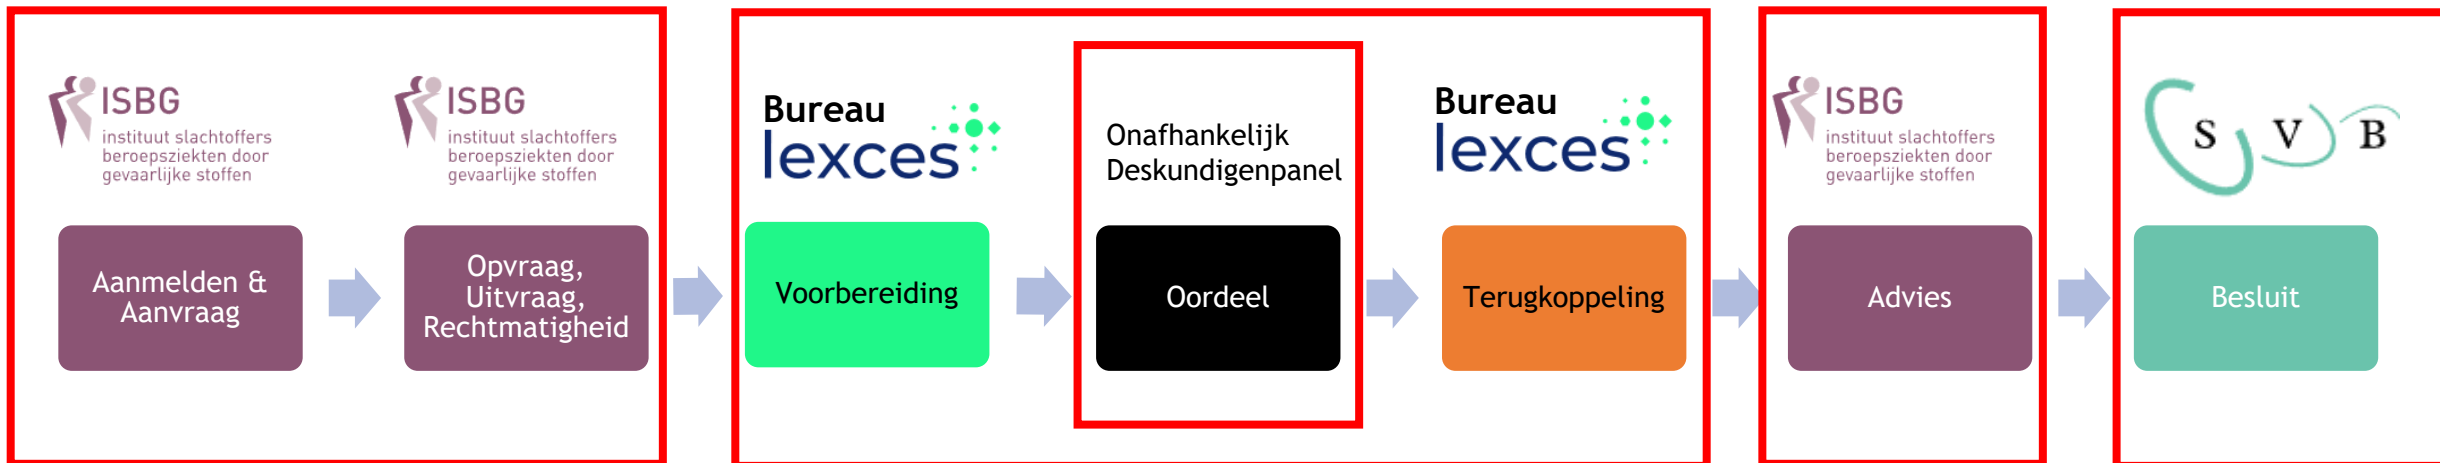 ISBG
instituut slachtoffers
beroepsziekten door
gevaarlijke stoffen
Aanmelden &
Aanvraag
ISBG
instituut slachtoffers
beroepsziekten door
gevaarlijke stoffen
Opvraag,
Uitvraag,
Rechtmatigheid
Bureau
lexces
Voorbereiding
Onafhankelijk
Deskundigenpanel
Oordeel
Bureau
lexces
Terugkoppeling
ISBG
instituut slachtoffers
beroepsziekten door
gevaarlijke stoffen
Advies
S V B
Besluit